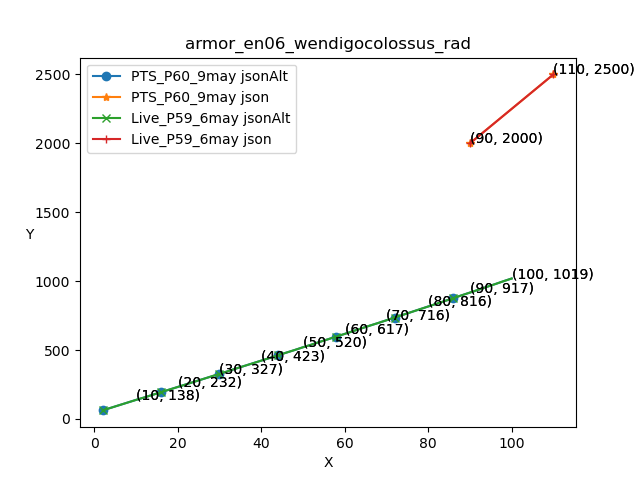 armor_en06_wendigocolossus_rad
PTS_P60_9may jsonAlt
PTS_P60_9may json
Live_P59_6may jsonAlt
Live_P59_6may json
(110, 2500)
(90, 2000)
(100, 1019)
(90, 917)
(80, 816)
(70, 716)
(60, 617)
(50, 520)
(40, 423)
(30, 327)
(20, 232)
(10, 138)
Y
2500
2000
1500
1000
500
0
0 20 40 60 80 100
X